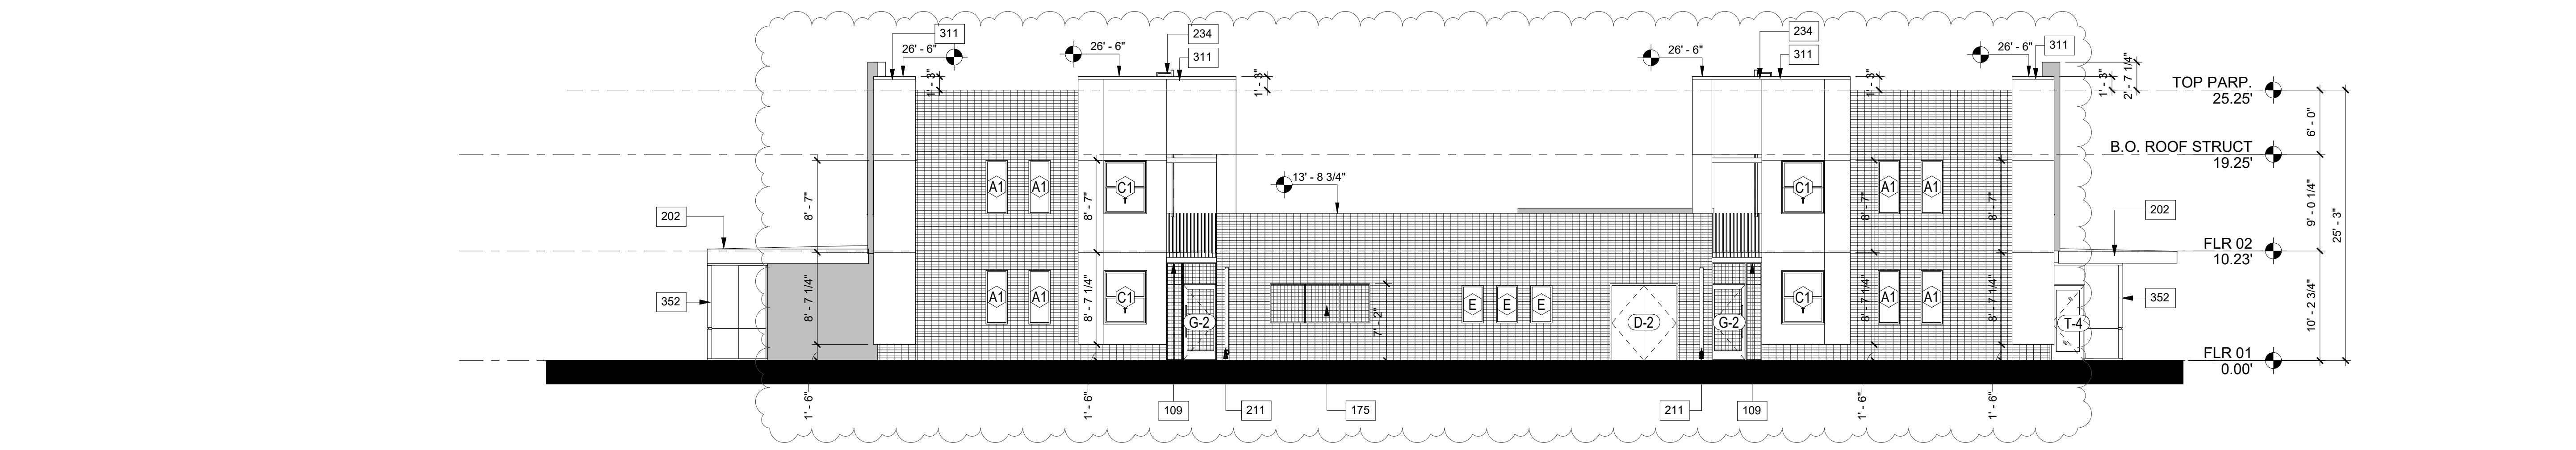 311
234
234
311
26' - 6"
26' - 6"
311
26' - 6"
311
26' - 6"
1' - 3"
1' - 3"
1' - 3"
1' - 3"
2' - 7 1/4"
TOP PARP.
25.25'
6' - 0"
B.O. ROOF STRUCT
19.25'
13' - 8 3/4"
A1
A1
C1
C1
A1
A1
8' - 7"
8' - 7"
8' - 7"
8' - 7"
9' - 0 1/4"
25' - 3"
202
202
FLR 02
10.23'
A1
A1
C1
C1
A1
A1
8' - 7 1/4"
8' - 7 1/4"
8' - 7 1/4"
8' - 7 1/4"
10' - 2 3/4"
352
352
E
E
E
G-2
7' - 2"
D-2
G-2
T-4
FLR 01
0.00'
1' - 6"
1' - 6"
1' - 6"
1' - 6"
109
211
175
211
109